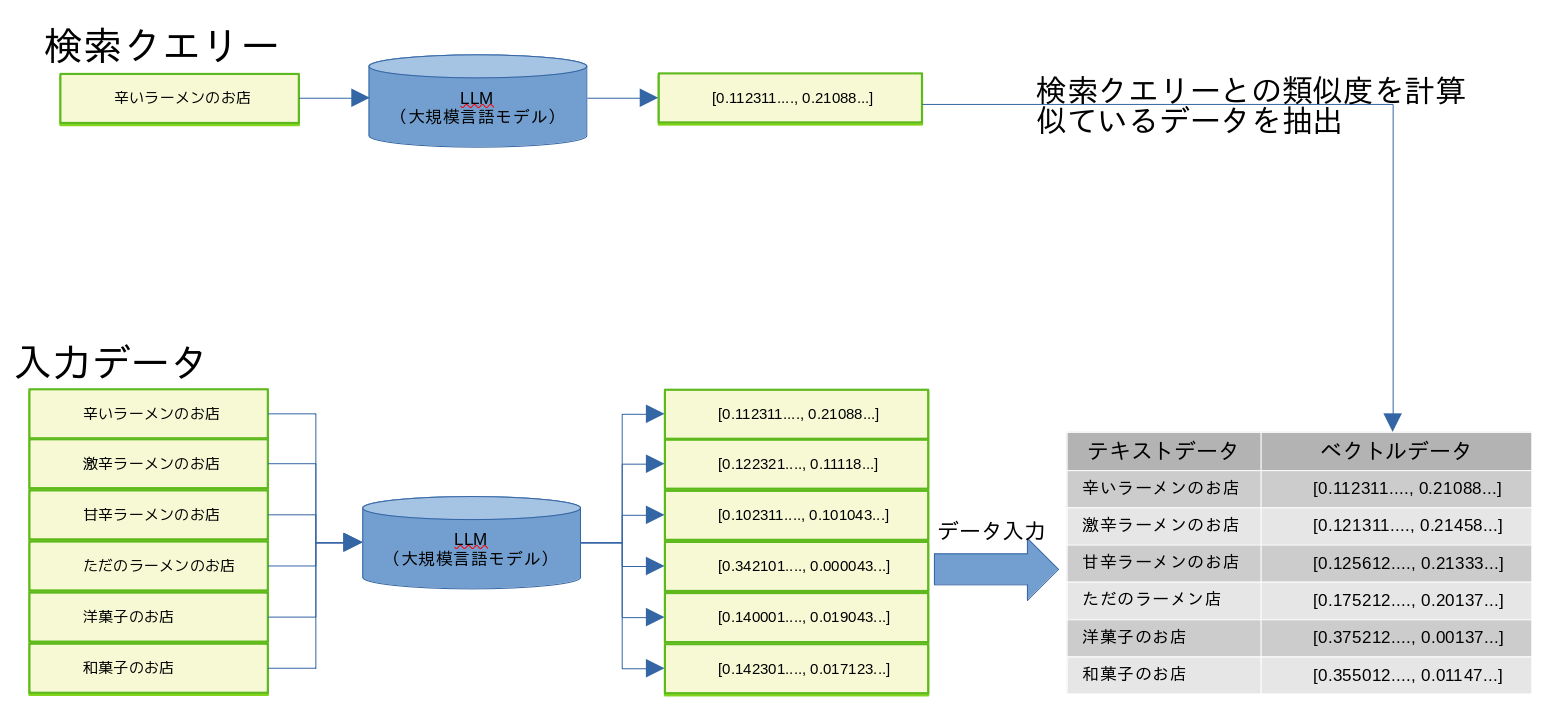 検索クエリー
辛いラーメンのお店
LLM
（大規模言語モデル）
[0.112311...., 0.21088...]
検索クエリーとの類似度を計算
似ているデータを抽出
入力データ
辛いラーメンのお店
激辛ラーメンのお店
甘辛ラーメンのお店
ただのラーメンのお店
洋菓子のお店
和菓子のお店
LLM
（大規模言語モデル）
[0.112311...., 0.21088...]
[0.122321...., 0.11118...]
[0.102311...., 0.101043...]
[0.342101...., 0.000043...]
[0.140001...., 0.019043...]
[0.142301...., 0.017123...]
データ入力
テキストデータ ベクトルデータ
辛いラーメンのお店 [0.112311...., 0.21088...]
激辛ラーメンのお店 [0.121311...., 0.21458...]
甘辛ラーメンのお店 [0.125612...., 0.21333...]
ただのラーメン店 [0.175212...., 0.20137...]
洋菓子のお店 [0.375212...., 0.00137...]
和菓子のお店 [0.355012...., 0.01147...]